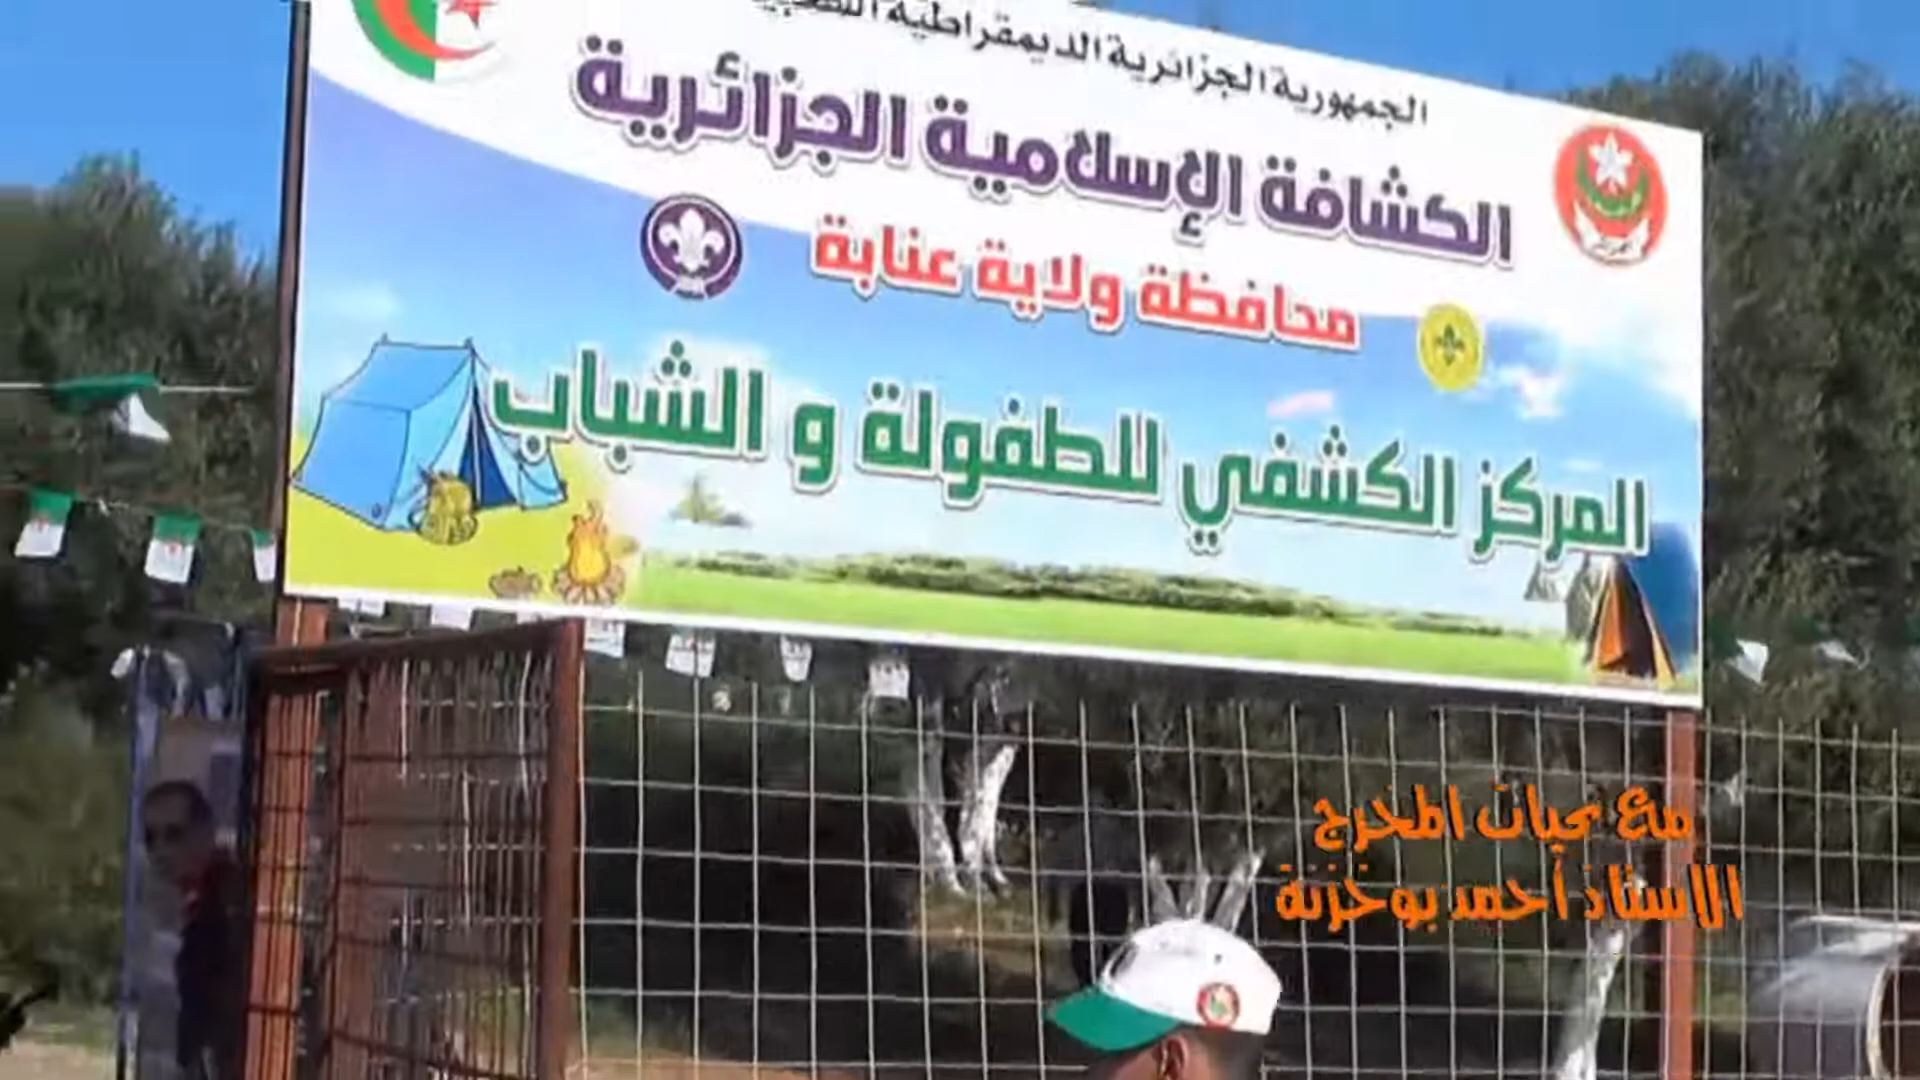 الجمهورية الجزائرية الديمقراطية الشعبية
الكشافة الإسلامية الجزائرية
محافظة ولاية عنابة
المركز الكشفي للطفولة و الشباب
مع تحيات المخرج
الاستاذ أحمد بوخزنة